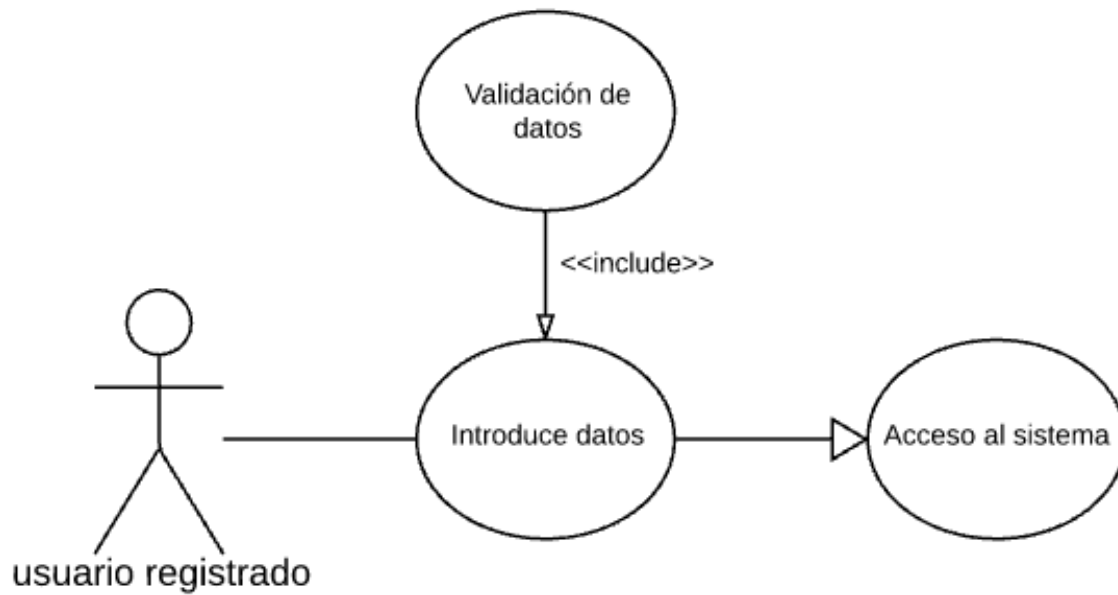 Validación de
datos
<<include>>
Introduce datos
Acceso al sistema
usuario registrado